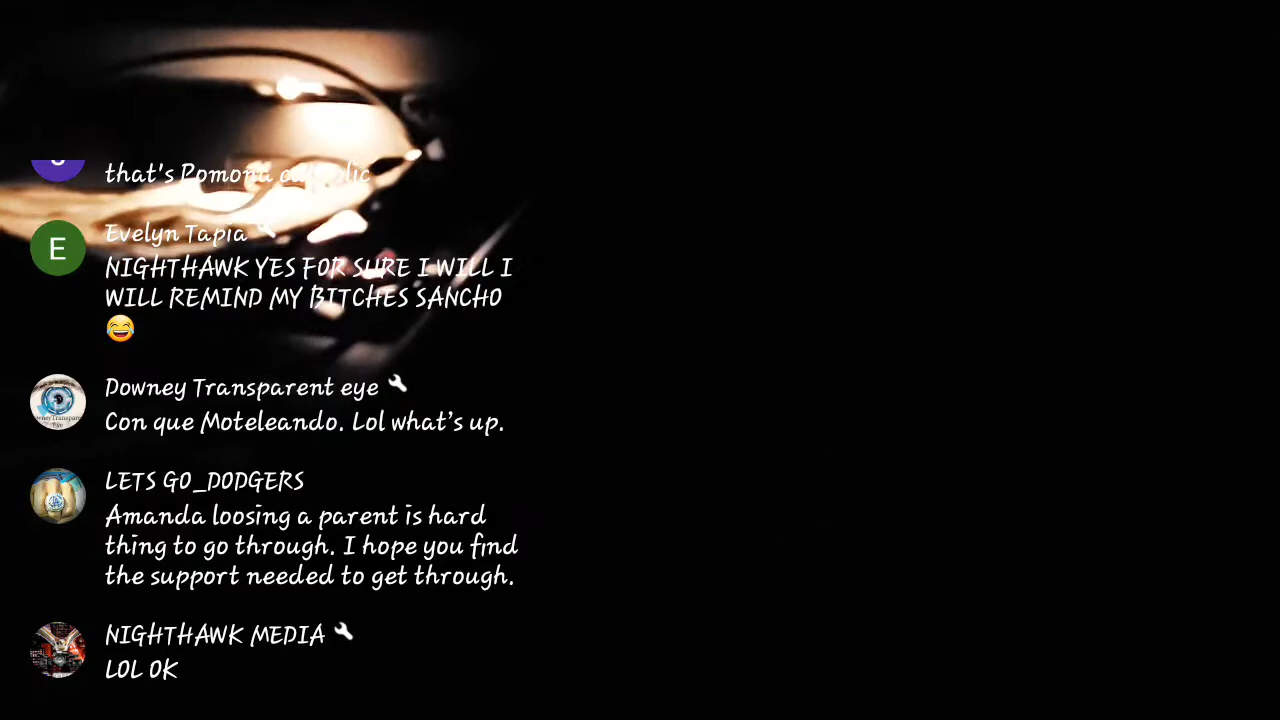 that's Pomona catholic
Evelyn Tapia
E
NIGHTHAWK YES FOR SURE I WILL I
WILL REMIND MY BITCHES SANCHO
😂
Downey Transparent eye
Con que Moteleando. Lol what's up.
LETS GO_DODGERS
Amanda loosing a parent is hard
thing to go through. I hope you find
the support needed to get through.
NIGHTHAWK MEDIA
LOL OK